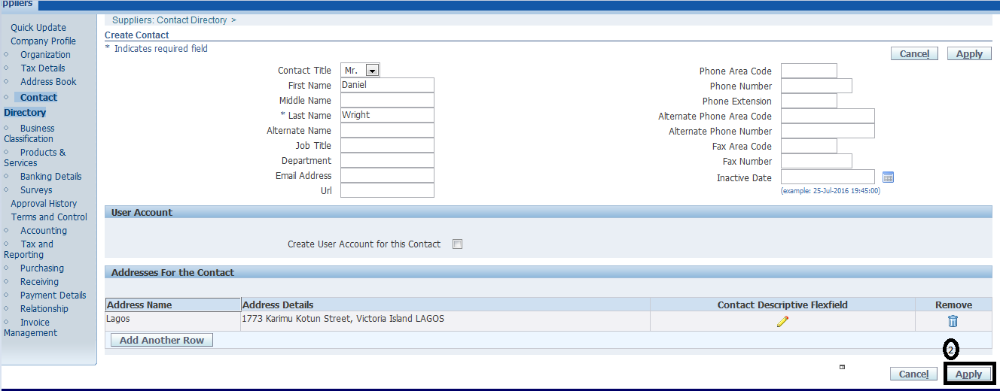 ppliers
Quick Update
Company Profile
Organization
Tax Details
Address Book
Contact
Directory
Business
Classification
Products &
Services
Banking Details
Surveys
Approval History
Terms and Control
Accounting
Tax and
Reporting
Purchasing
Receiving
Payment Details
Relationship
Invoice
Management
Suppliers: Contact Directory >
Create Contact
* Indicates required field
Cancel Apply
Contact Title Mr.
First Name Daniel
Middle Name
* Last Name Wright
Alternate Name
Job Title
Department
Email Address
Url
Phone Area Code
Phone Number
Phone Extension
Alternate Phone Area Code
Alternate Phone Number
Fax Area Code
Fax Number
Inactive Date
(example: 25-Jul-2016 19:45:00)
User Account
Create User Account for this Contact
Addresses For the Contact
Address Name Address Details Contact Descriptive Flexfield Remove
Lagos 1773 Karimu Kotun Street, Victoria Island LAGOS
Add Another Row
2
Cancel Apply